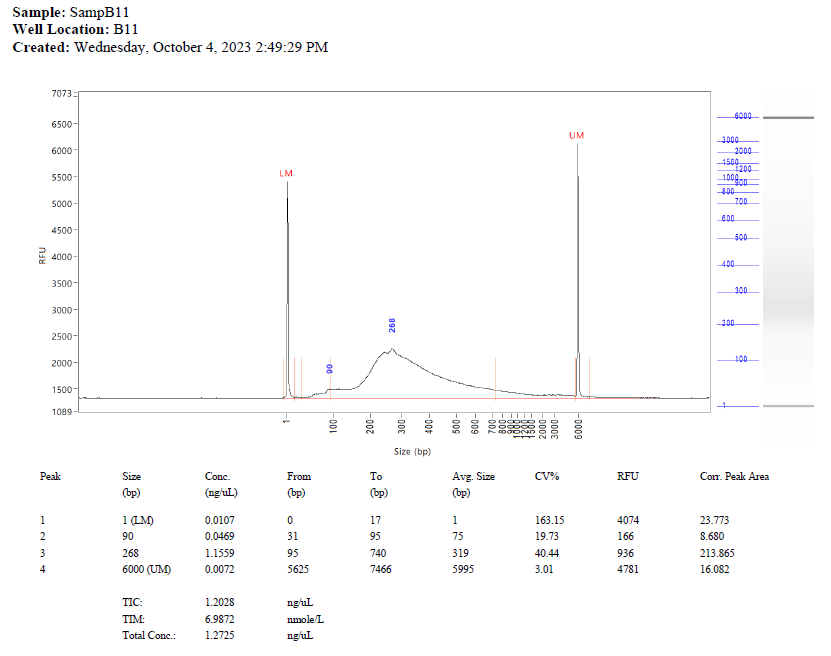 Sample: SampB11
Well Location: B11
Created: Wednesday, October 4, 2023 2:49:29 PM
7073
6500
6000
5500
5000
4500
4000
3500
3000
2500
2000
1500
1089
RFU
LM
UM
90
268
1
100
200
300
400
500
600
700
800
900
1000
1200
1500
2000
3000
6000
Size (bp)
6000
3000
2000
1500
1200
1000
900
800
700
600
500
400
300
200
100
1
Peak Size Conc. From To Avg. Size CV% RFU Corr. Peak Area
(bp) (ng/uL) (bp) (bp) (bp)
1 1 (LM) 0.0107 0 17 1 163.15 4074 23.773
2 90 0.0469 31 95 75 19.73 166 8.680
3 268 1.1559 95 740 319 40.44 936 213.865
4 6000 (UM) 0.0072 5625 7466 5995 3.01 4781 16.082
TIC: 1.2028 ng/uL
TIM: 6.9872 nmole/L
Total Conc.: 1.2725 ng/uL